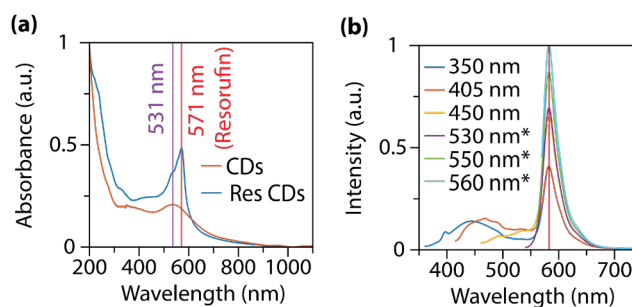 (a)
1
0.5
0
Absorbance (a.u.)
531 nm
571 nm
(Resorufin)
CDs
Res CDs
200 400 600 800 1000
Wavelength (nm)
(b)
1
0.5
0
Intensity (a.u.)
350 nm
405 nm
450 nm
530 nm*
550 nm*
560 nm*
400 500 600 700
Wavelength (nm)